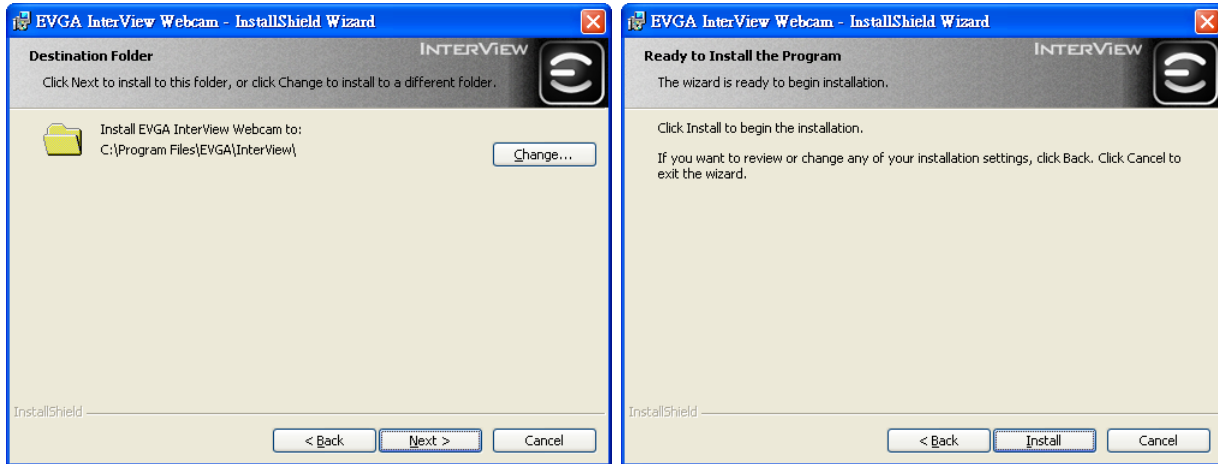 EVGA InterView Webcam - InstallShield Wizard
Destination Folder
INTERVIEW
Click Next to install to this folder, or click Change to install to a different folder.
Install EVGA InterView Webcam to:
C:\Program Files\EVGA\InterView\
Change...
InstallShield
< Back
Next >
Cancel
EVGA InterView Webcam - InstallShield Wizard
Ready to Install the Program
INTERVIEW
The wizard is ready to begin installation.
Click Install to begin the installation.
If you want to review or change any of your installation settings, click Back. Click Cancel to
exit the wizard.
InstallShield
< Back
Install
Cancel